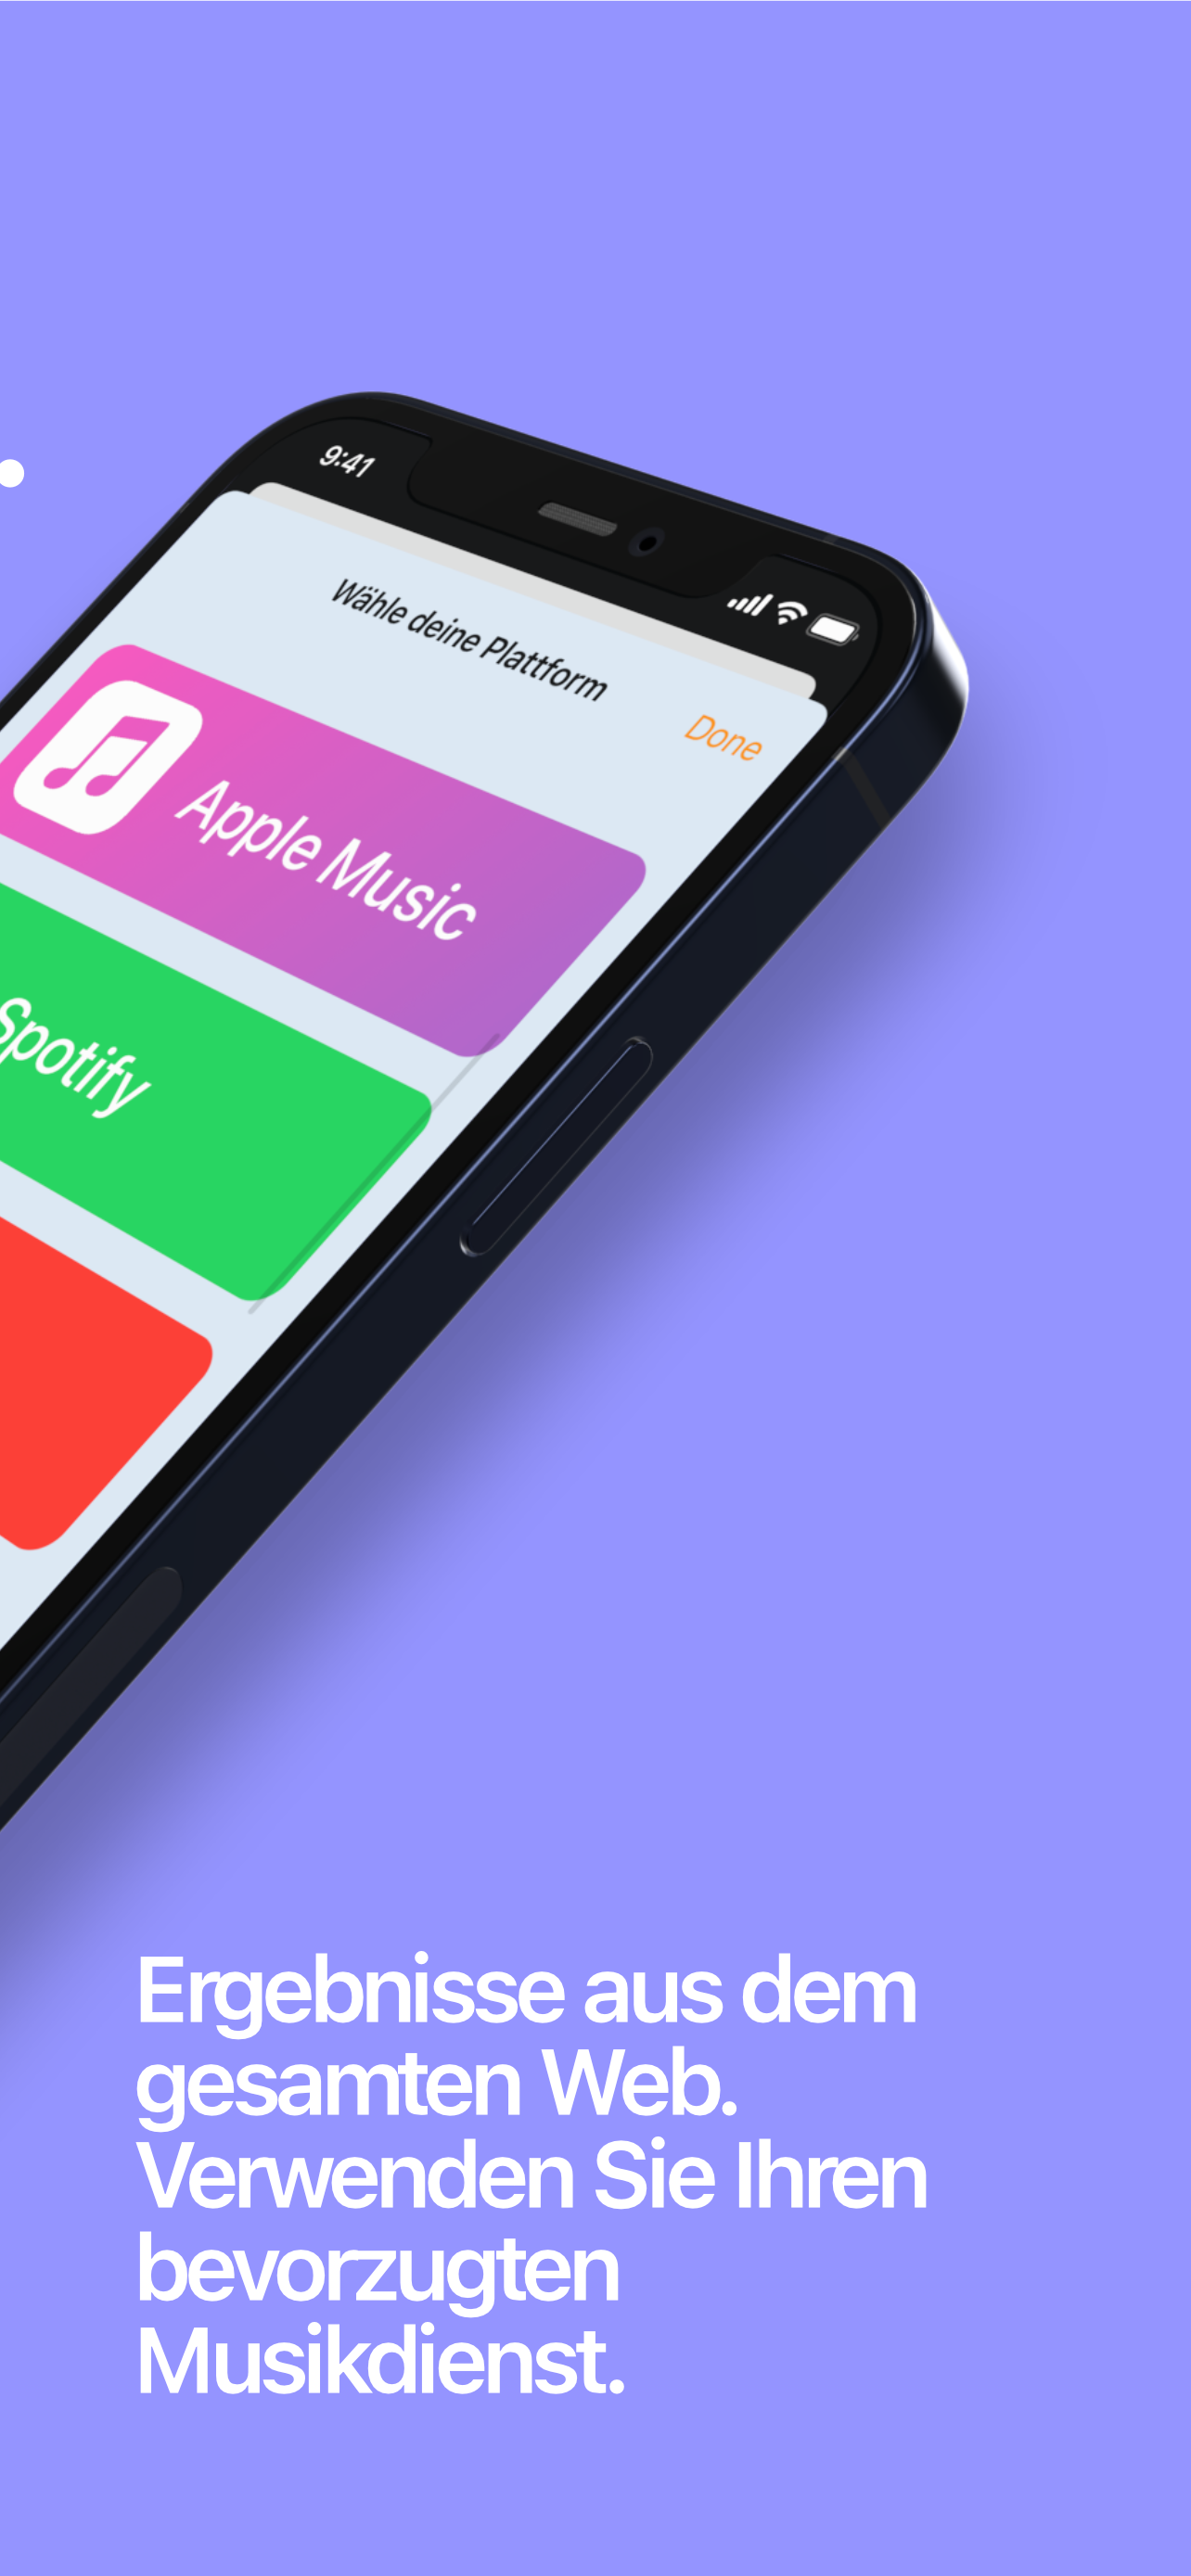 9:41
Wähle deine Plattform
Done
Apple Music
Spotify
Ergebnisse aus dem
gesamten Web.
Verwenden Sie Ihren
bevorzugten
Musikdienst.